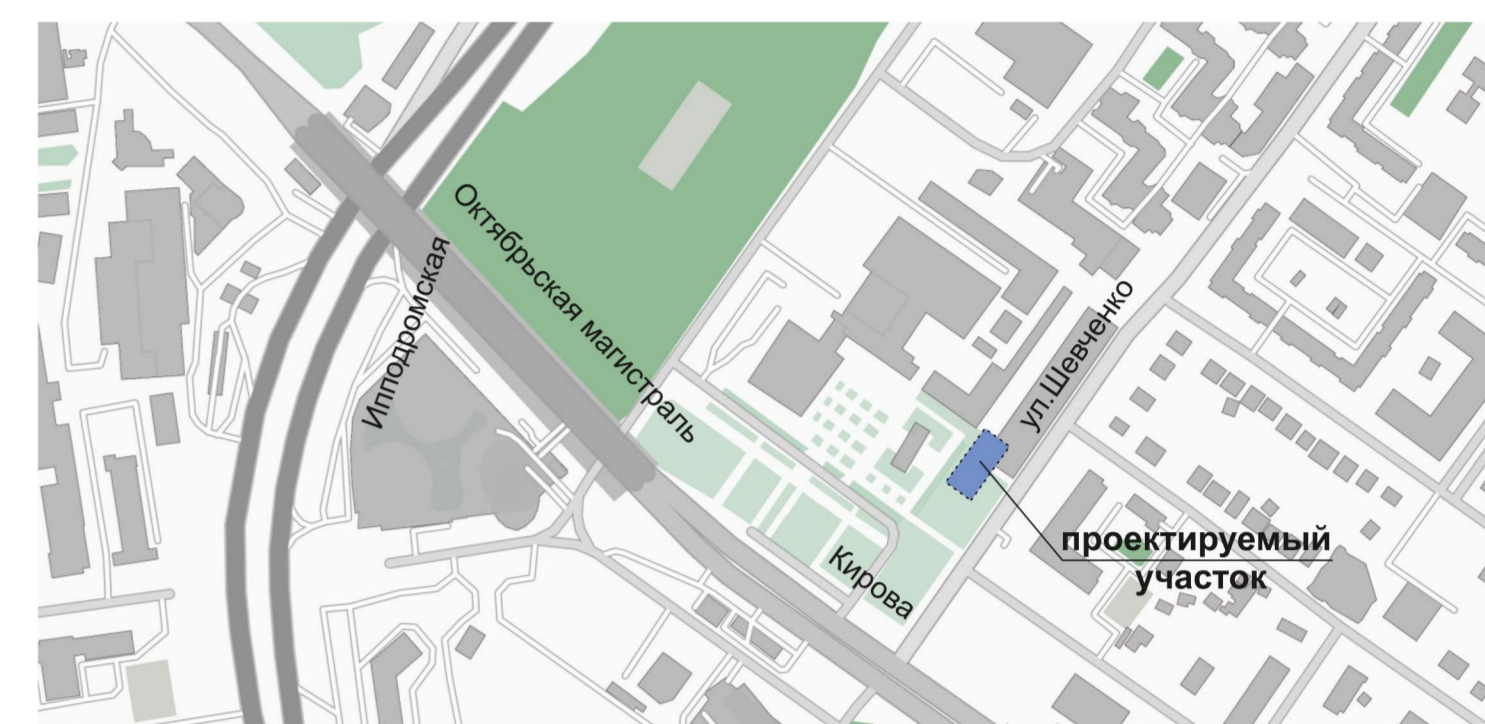 Октябрьская магистраль
Ипподромская
ул.Шевченко
Кирова
проектируемый
участок